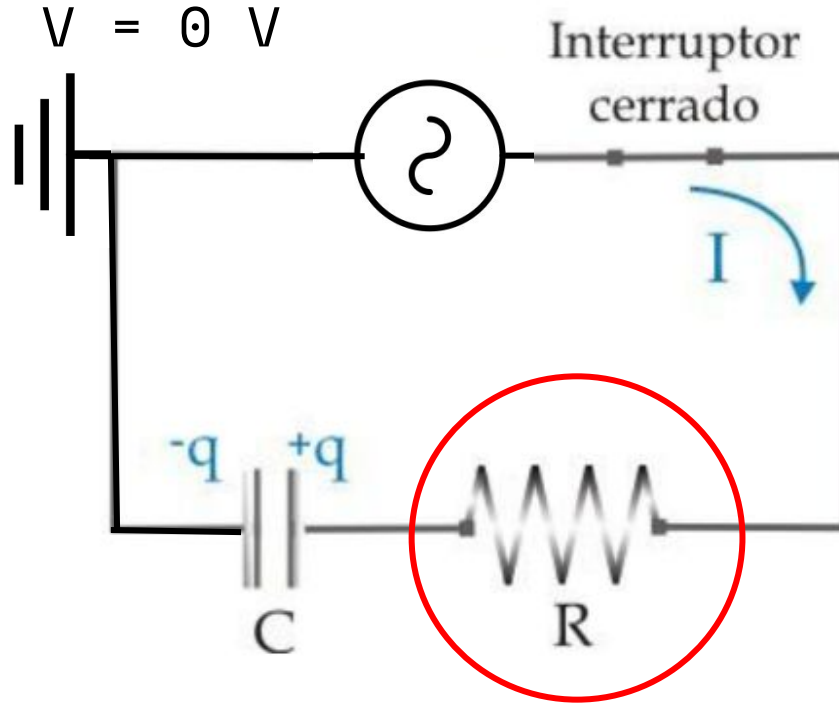 V = 0 V
Interruptor
cerrado
I
-q +q
C
R